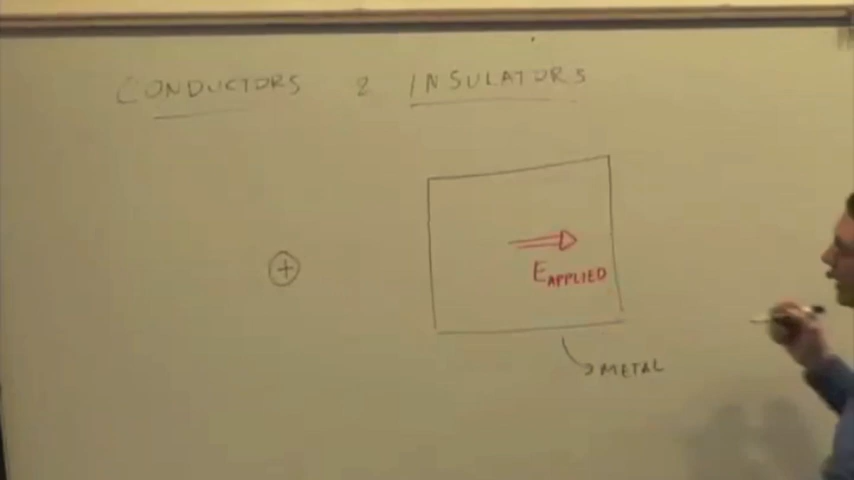 CONDUCTORS & INSULATORS
+
E APPLIED
METAL